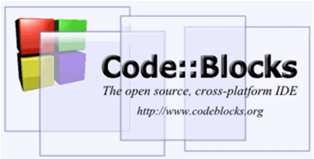 Code::Blocks
The open source, cross-platform IDE
http://www.codeblocks.org